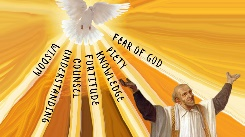 WISDOM
UNDERSTANDING
COUNSEL
FORTITUDE
KNOWLEDGE
PIETY
FEAR OF GOD